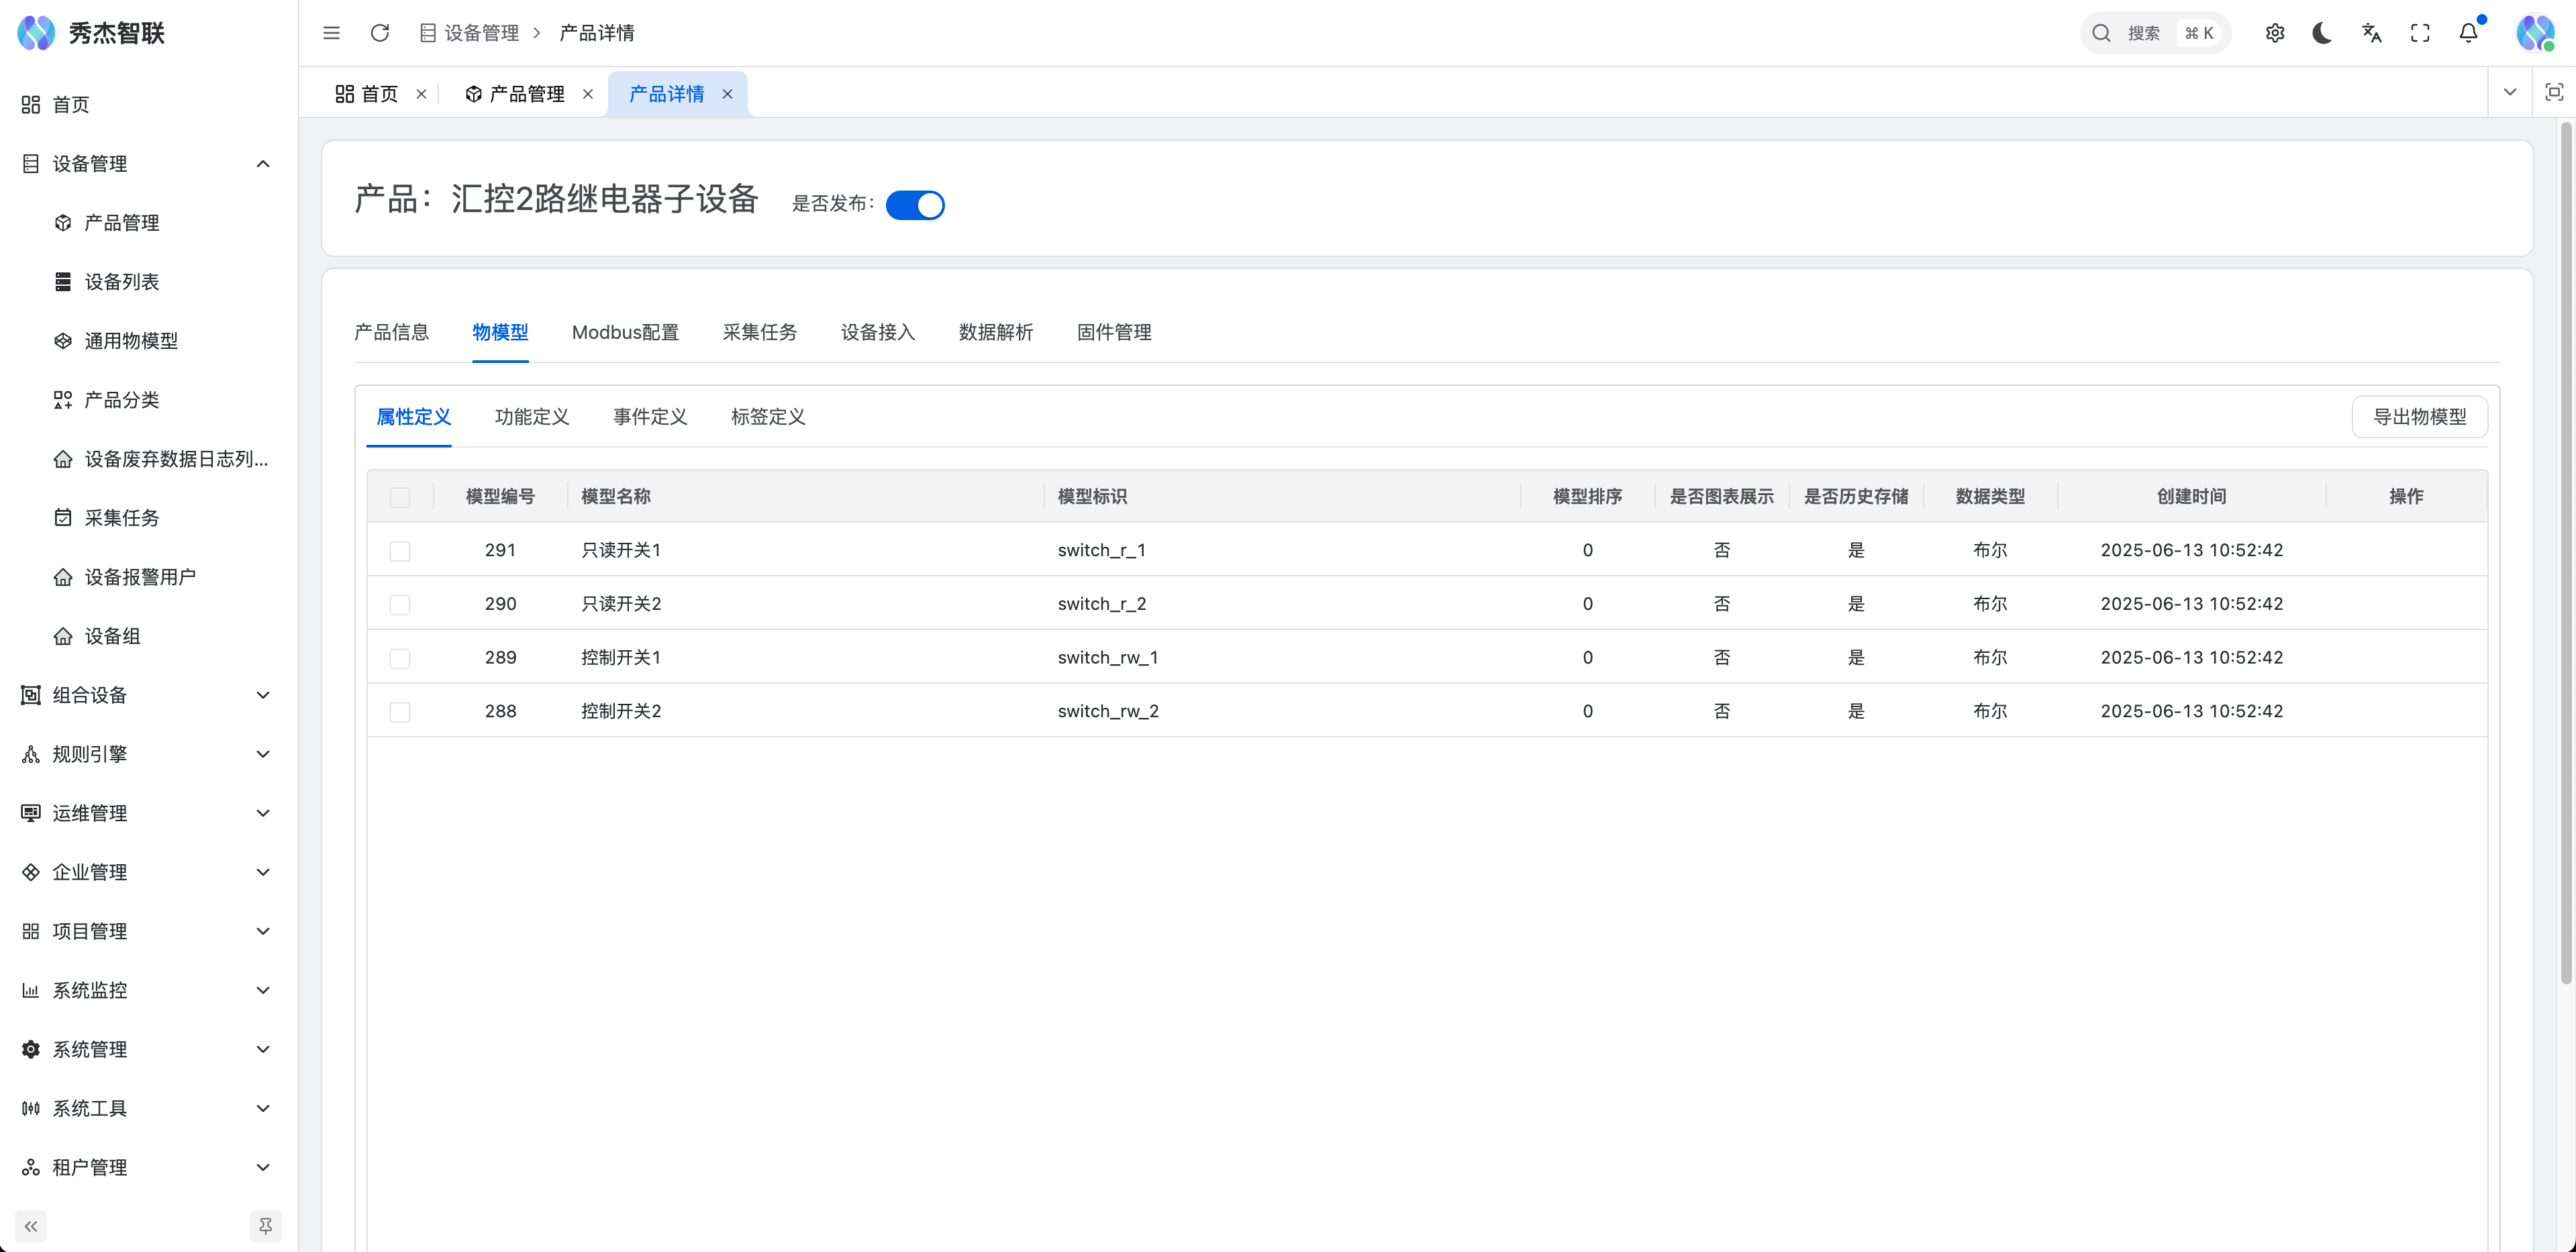 秀杰智联
设备管理 > 产品详情
搜索 ⌘ K
首页
产品管理
产品详情
首页
设备管理
产品管理
设备列表
通用物模型
产品分类
设备废弃数据日志列...
采集任务
设备报警用户
设备组
组合设备
规则引擎
运维管理
企业管理
项目管理
系统监控
系统管理
系统工具
租户管理
产品：汇控2路继电器子设备 是否发布：
产品信息 物模型 Modbus配置 采集任务 设备接入 数据解析 固件管理
属性定义 功能定义 事件定义 标签定义 导出物模型
模型编号 模型名称 模型标识 模型排序 是否图表展示 是否历史存储 数据类型 创建时间 操作
291 只读开关1 switch_r_1 0 否 是 布尔 2025-06-13 10:52:42
290 只读开关2 switch_r_2 0 否 是 布尔 2025-06-13 10:52:42
289 控制开关1 switch_rw_1 0 否 是 布尔 2025-06-13 10:52:42
288 控制开关2 switch_rw_2 0 否 是 布尔 2025-06-13 10:52:42